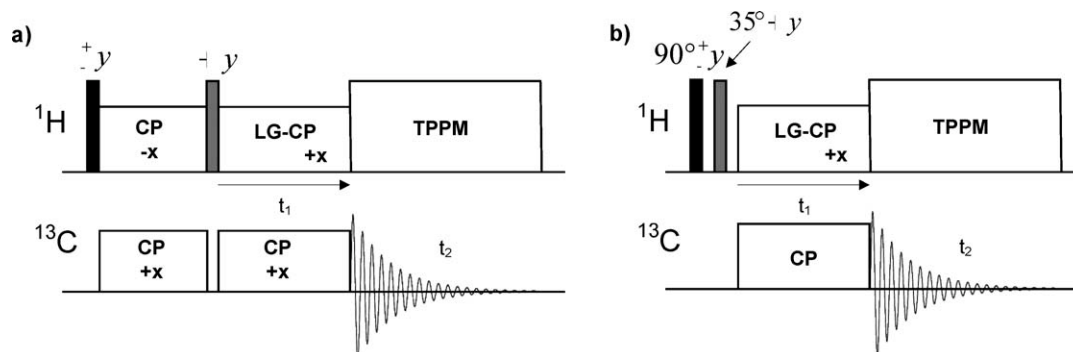 a)
+
- y
+ y
¹H
CP
-x
LG-CP
+x
TPPM
t₁
¹³C
CP
+x
CP
+x
t₂
b)
35° + y
90° +
- y
¹H
LG-CP
+x
TPPM
t₁
¹³C
CP
t₂